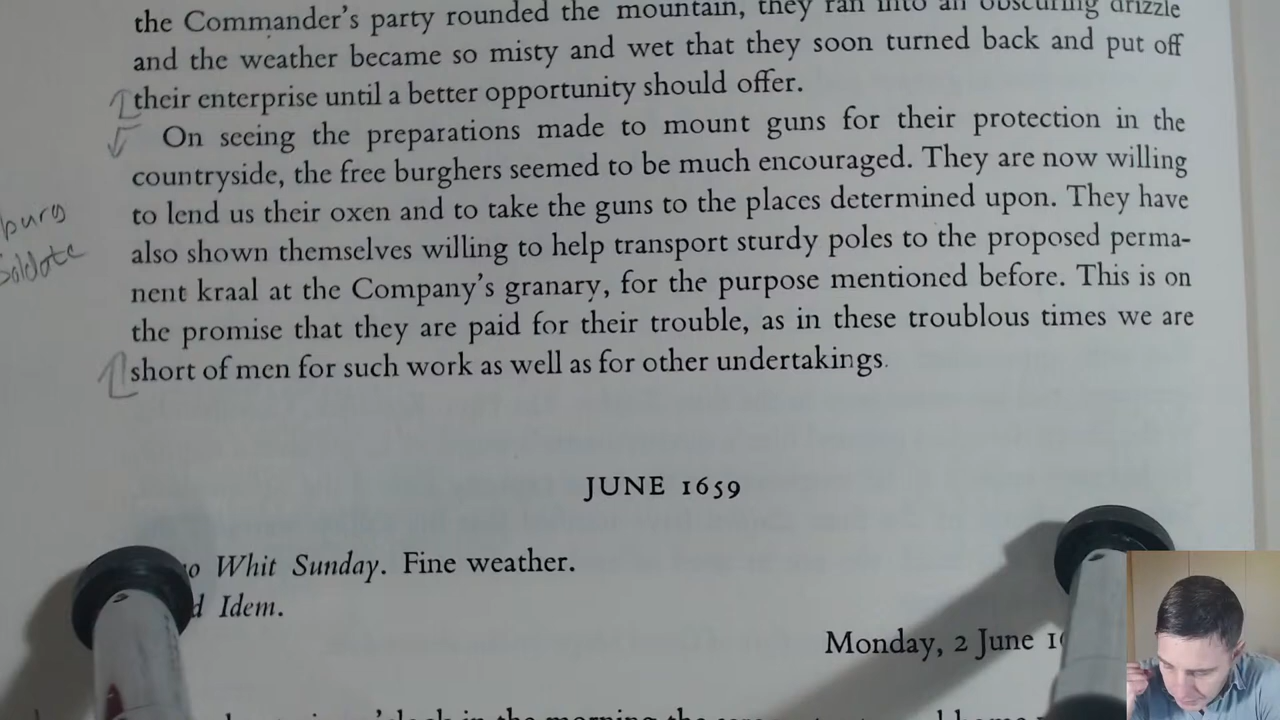 the Commander's party rounded the mountain, they ran into an obscuring drizzle
and the weather became so misty and wet that they soon turned back and put off
their enterprise until a better opportunity should offer.
On seeing the preparations made to mount guns for their protection in the
countryside, the free burghers seemed to be much encouraged. They are now willing
to lend us their oxen and to take the guns to the places determined upon. They have
also shown themselves willing to help transport sturdy poles to the proposed perma-
nent kraal at the Company's granary, for the purpose mentioned before. This is on
the promise that they are paid for their trouble, as in these troublous times we are
short of men for such work as well as for other undertakings.
burg
Soldate
JUNE 1659
Whit Sunday. Fine weather.
Idem.
Monday, 2 June
in the morning the